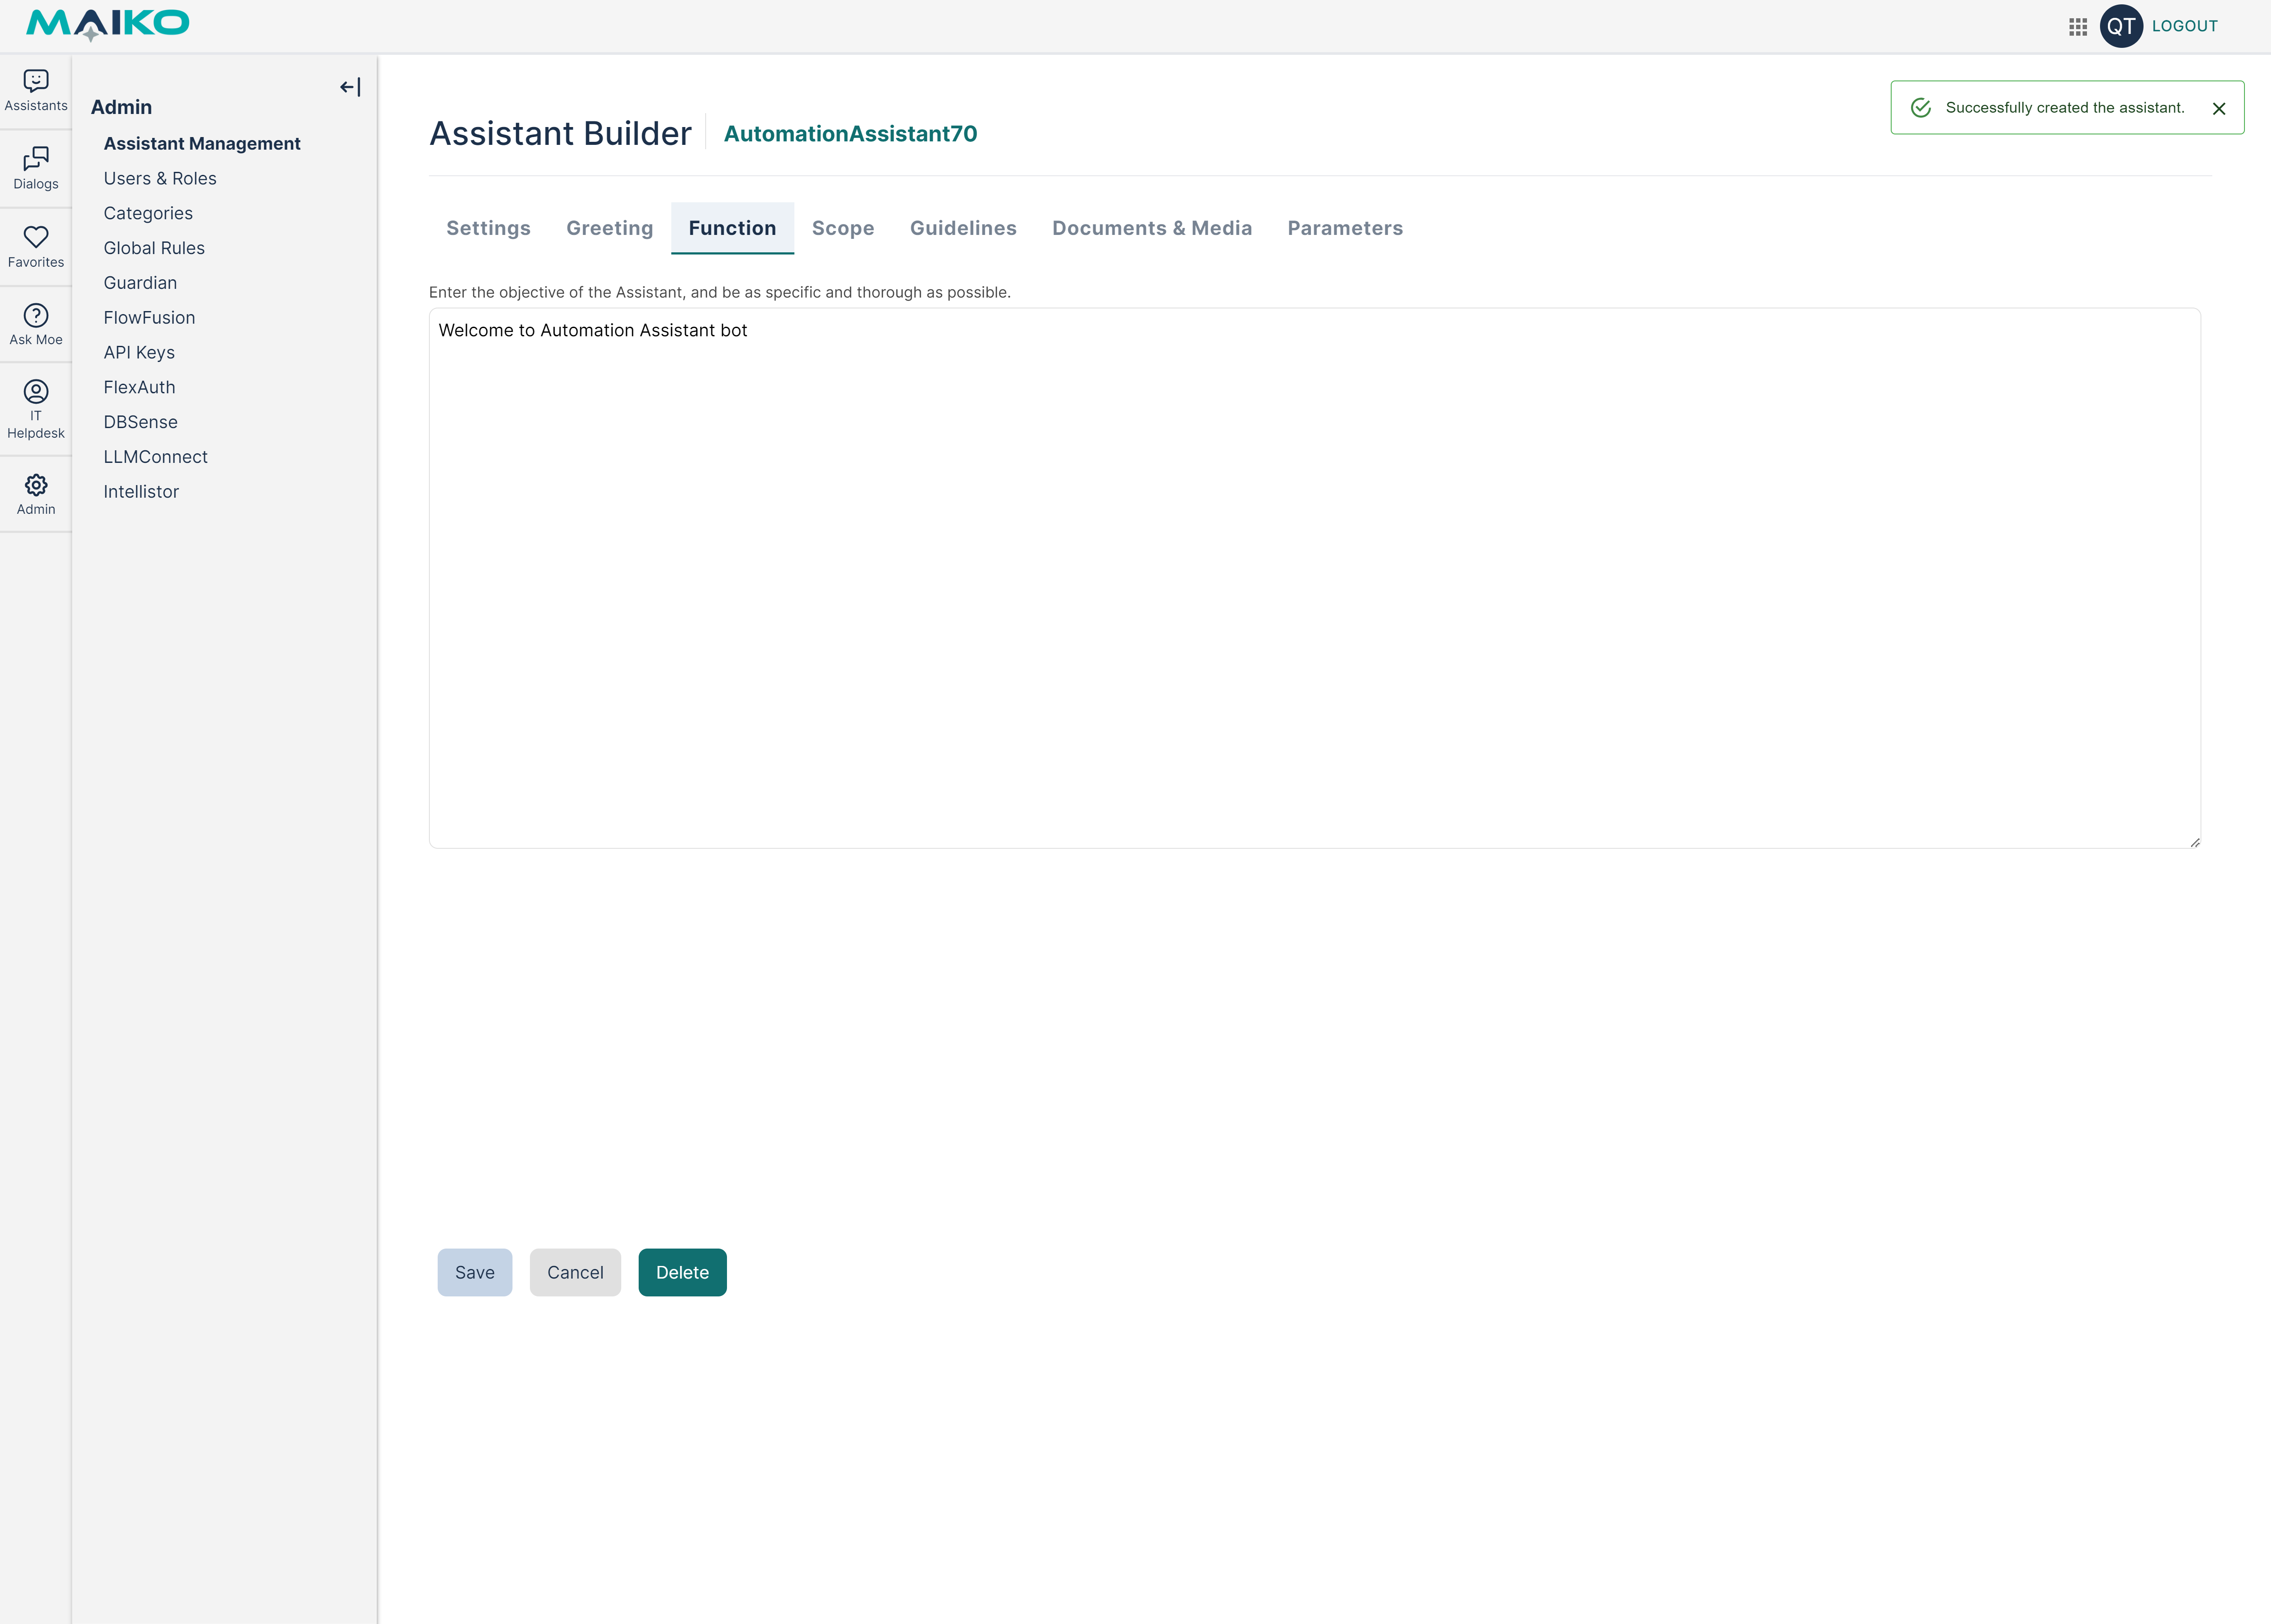 MAIKO
QT
LOGOUT
Assistants
Dialogs
Favorites
Ask Moe
IT
Helpdesk
Admin
Admin
Assistant Management
Users & Roles
Categories
Global Rules
Guardian
FlowFusion
API Keys
FlexAuth
DBSense
LLMConnect
Intellistor
Successfully created the assistant.
Assistant Builder
AutomationAssistant70
Settings Greeting Function Scope Guidelines Documents & Media Parameters
Enter the objective of the Assistant, and be as specific and thorough as possible.
Welcome to Automation Assistant bot
Save Cancel Delete